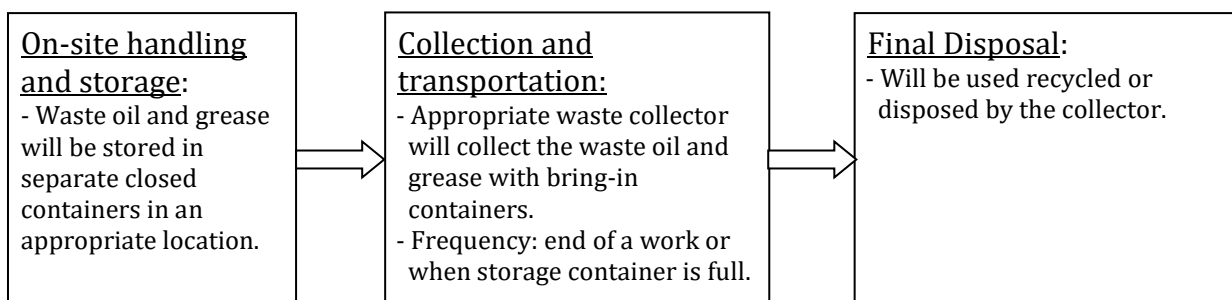 On-site handling
and storage:
- Waste oil and grease
will be stored in
separate closed
containers in an
appropriate location.
Collection and
transportation:
- Appropriate waste collector
will collect the waste oil and
grease with bring-in
containers.
- Frequency: end of a work or
when storage container is full.
Final Disposal:
- Will be used recycled or
disposed by the collector.